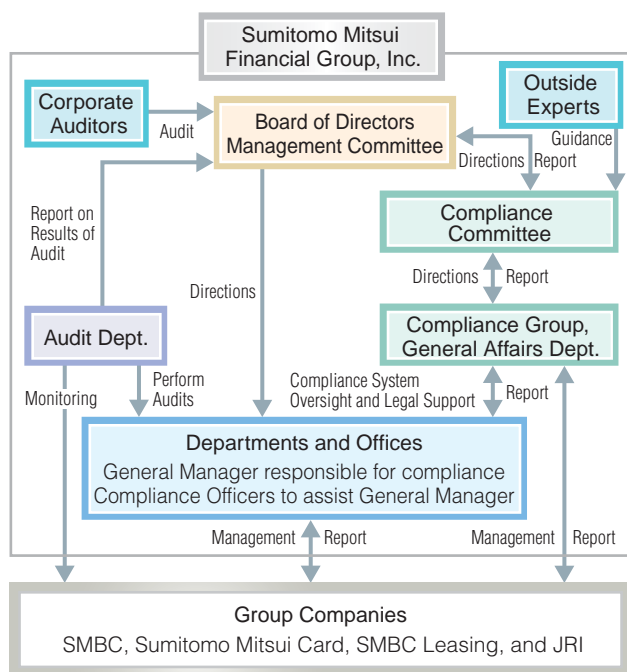 Sumitomo Mitsui
Financial Group, Inc.
Corporate
Auditors
Audit
Board of Directors
Management Committee
Outside
Experts
Guidance
Directions
Report
Report on
Results of
Audit
Compliance
Committee
Directions
Directions
Report
Audit Dept.
Compliance Group,
General Affairs Dept.
Monitoring
Perform
Audits
Compliance System
Oversight and Legal Support
Report
Departments and Offices
General Manager responsible for compliance
Compliance Officers to assist General Manager
Management
Report
Management
Report
Group Companies
SMBC, Sumitomo Mitsui Card, SMBC Leasing, and JRI